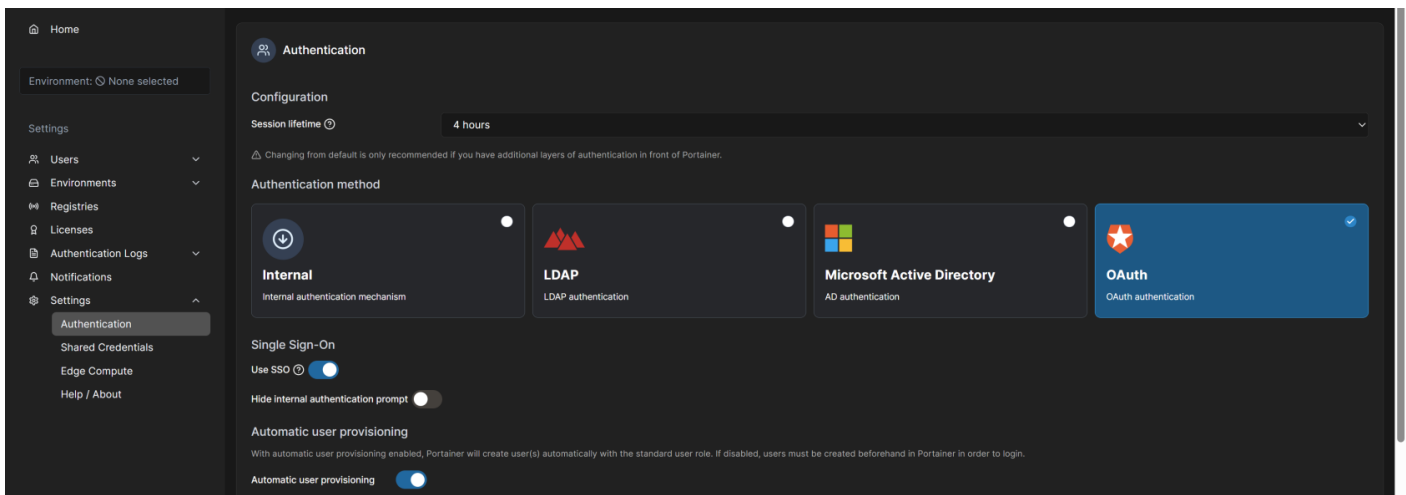 Home
Environment: None selected
Settings
Users
Environments
Registries
Licenses
Authentication Logs
Notifications
Settings
Authentication
Shared Credentials
Edge Compute
Help / About
Authentication
Configuration
Session lifetime
4 hours
Changing from default is only recommended if you have additional layers of authentication in front of Portainer.
Authentication method
Internal
Internal authentication mechanism
LDAP
LDAP authentication
Microsoft Active Directory
AD authentication
OAuth
OAuth authentication
Single Sign-On
Use SSO
Hide internal authentication prompt
Automatic user provisioning
With automatic user provisioning enabled, Portainer will create user(s) automatically with the standard user role. If disabled, users must be created beforehand in Portainer in order to login.
Automatic user provisioning